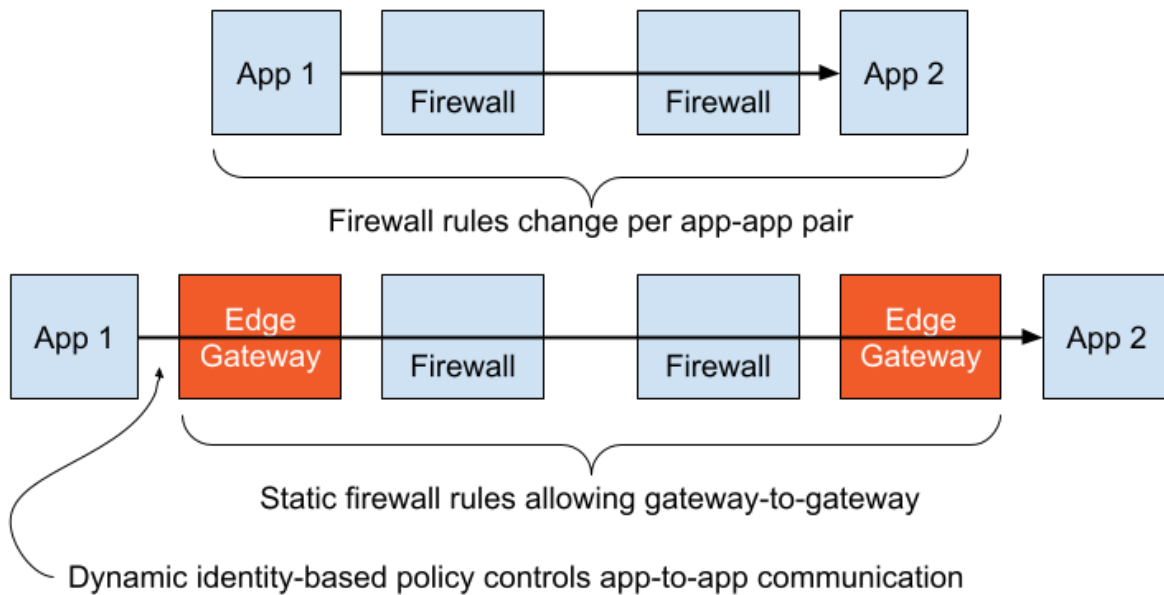 App 1
Firewall
Firewall
App 2
Firewall rules change per app-app pair
App 1
Edge
Gateway
Firewall
Firewall
Edge
Gateway
App 2
Static firewall rules allowing gateway-to-gateway
Dynamic identity-based policy controls app-to-app communication